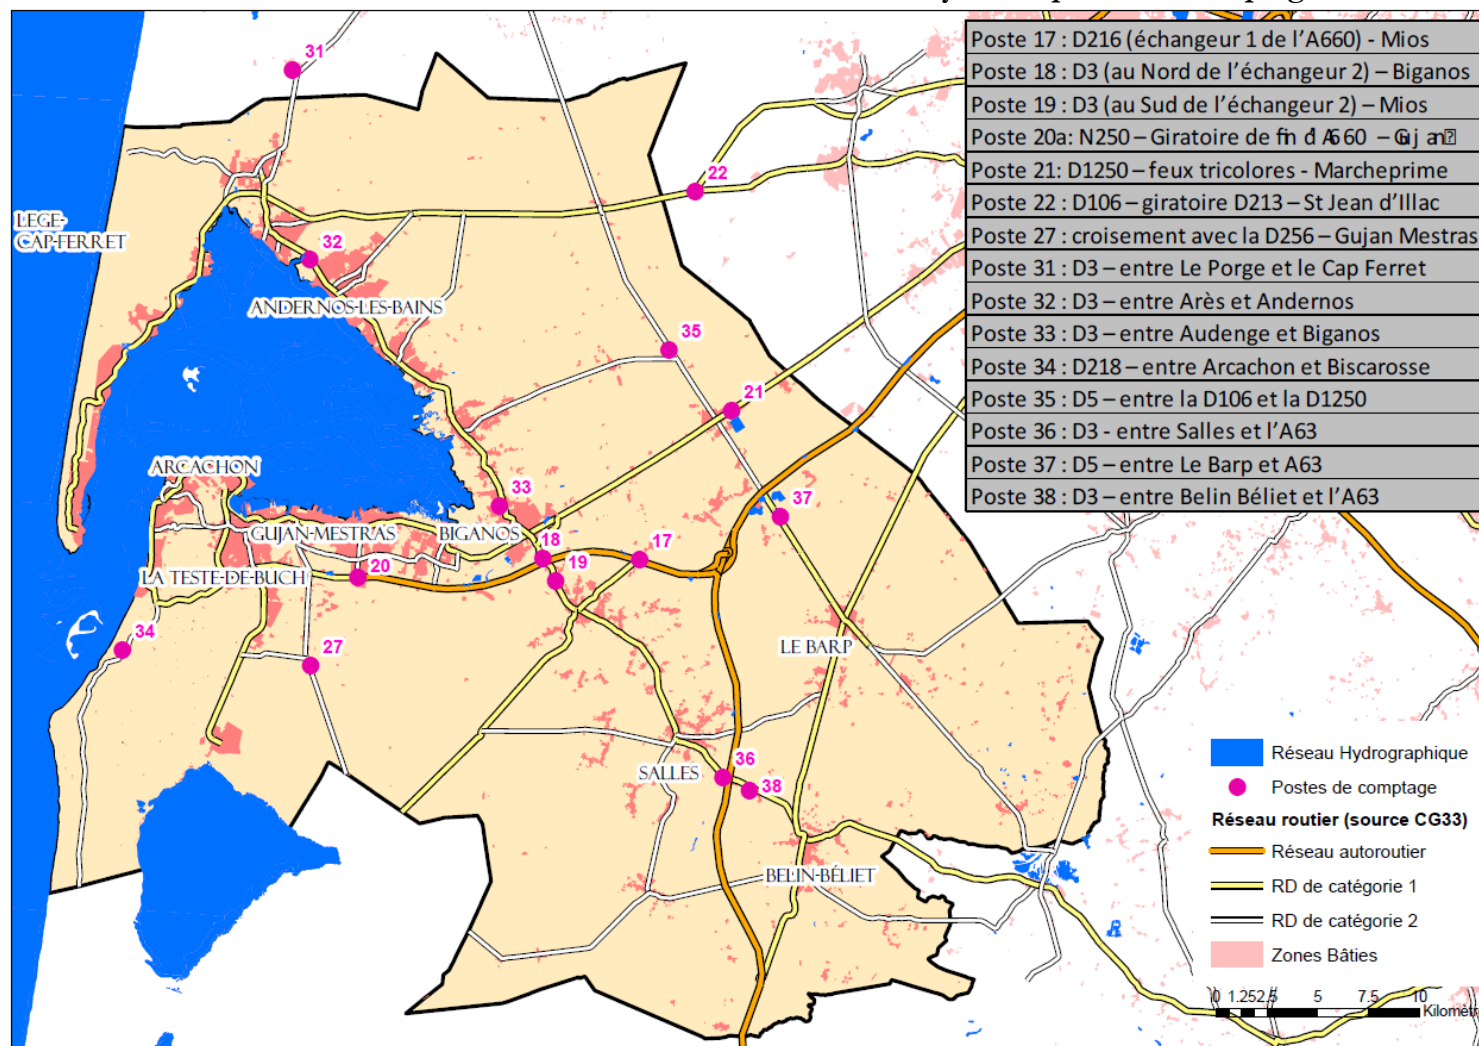 Poste 17 : D216 (échangeur 1 de l'A660) - Mios
Poste 18 : D3 (au Nord de l'échangeur 2) – Biganos
Poste 19 : D3 (au Sud de l'échangeur 2) – Mios
Poste 20a: N250 – Giratoire de fin d'A660 –
Poste 21: D1250 – feux tricolores - Marcheprime
Poste 22 : D106 – giratoire D213 – St Jean d'Illac
Poste 27 : croisement avec la D256 – Gujan Mestras
Poste 31 : D3 – entre Le Porge et le Cap Ferret
Poste 32 : D3 – entre Arès et Andernos
Poste 33 : D3 – entre Audenge et Biganos
Poste 34 : D218 – entre Arcachon et Biscarosse
Poste 35 : D5 – entre la D106 et la D1250
Poste 36 : D3 - entre Salles et l'A63
Poste 37 : D5 – entre Le Barp et A63
Poste 38 : D3 – entre Belin Béliet et l'A63
31
22
LEGE-
CAP-FERRET
32
ANDERNOS-LES-BAINS
35
21
ARCACHON
33
37
GUJAN-MESTRAS
BIGANOS
18
17
20
19
LA TESTE-DE-BUCH
34
27
LE BARP
36
SALLES
38
BELIN-BÉLIET
Réseau Hydrographique
Postes de comptage
Réseau routier (source CG33)
Réseau autoroutier
RD de catégorie 1
RD de catégorie 2
Zones Bâties
0 1.252.5 5 7.5 10